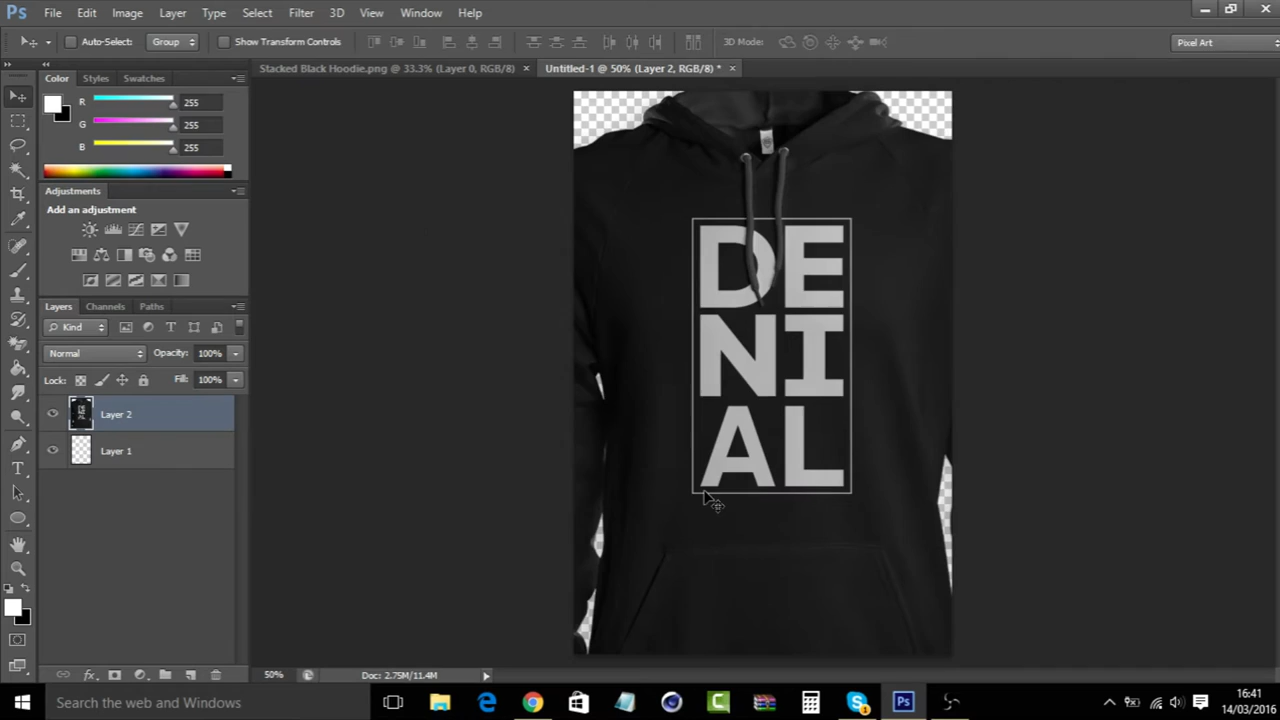 Ps File Edit Image Layer Type Select Filter 3D View Window Help
Auto-Select: Group Show Transform Controls 3D Mode: Pixel Art
Stacked Black Hoodie.png @ 33.3% (Layer 0, RGB/8) × Untitled-1 @ 50% (Layer 2, RGB/8) * ×
Color Styles Swatches
R 255
G 255
B 255
Adjustments
Add an adjustment
Layers Channels Paths
Kind
Normal Opacity: 100%
Lock: Fill: 100%
Layer 2
Layer 1
DE
NI
AL
fx 50% Doc: 2.75M/11.4M
Search the web and Windows
Ps
16:41
14/03/2016